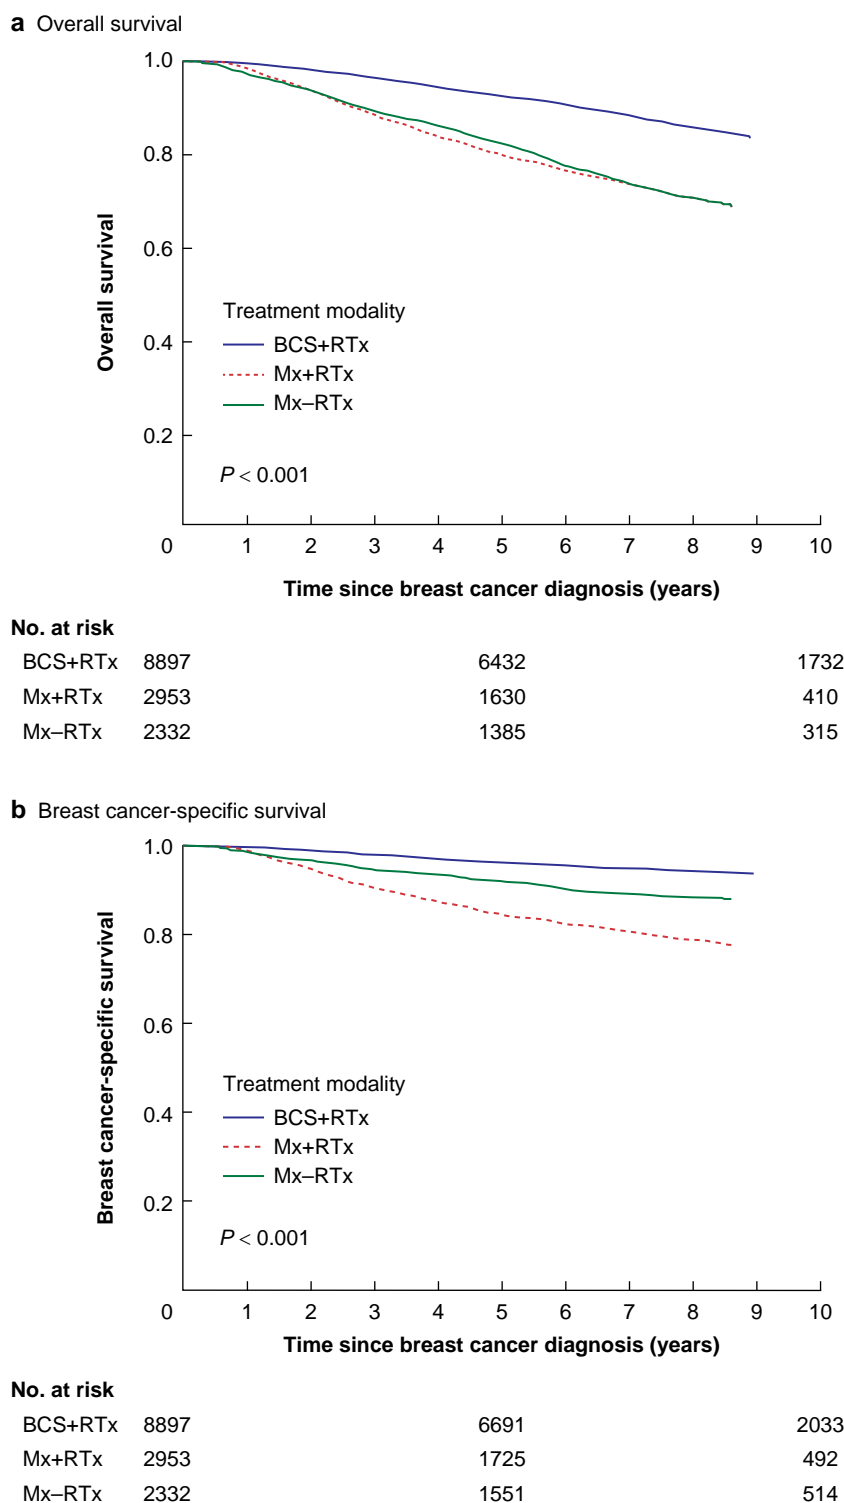 a Overall survival
1.0
0.8
0.6
0.4
0.2
Overall survival
Treatment modality
BCS+RTx
Mx+RTx
Mx–RTx
P < 0.001
0 1 2 3 4 5 6 7 8 9 10
Time since breast cancer diagnosis (years)
No. at risk
BCS+RTx 8897 6432 1732
Mx+RTx 2953 1630 410
Mx–RTx 2332 1385 315
b Breast cancer-specific survival
1.0
0.8
0.6
0.4
0.2
Breast cancer-specific survival
Treatment modality
BCS+RTx
Mx+RTx
Mx–RTx
P < 0.001
0 1 2 3 4 5 6 7 8 9 10
Time since breast cancer diagnosis (years)
No. at risk
BCS+RTx 8897 6691 2033
Mx+RTx 2953 1725 492
Mx–RTx 2332 1551 514